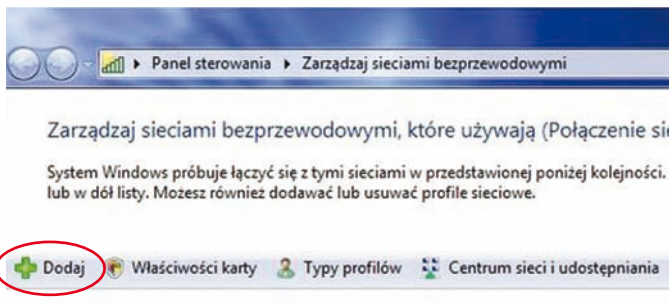 Panel sterowania ▸ Zarządzaj sieciami bezprzewodowymi
Zarządzaj sieciami bezprzewodowymi, które używają (Połączenie sie
System Windows próbuje łączyć się z tymi sieciami w przedstawionej poniżej kolejności.
lub w dół listy. Możesz również dodawać lub usuwać profile sieciowe.
Dodaj Właściwości karty Typy profilów Centrum sieci i udostępniania